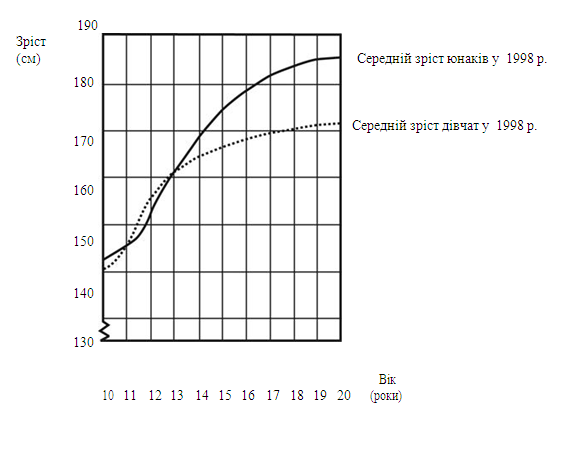 190
Зріст
(см)
180
170
160
150
140
130
Середній зріст юнаків у 1998 р.
Середній зріст дівчат у 1998 р.
10 11 12 13 14 15 16 17 18 19 20
Вік
(роки)